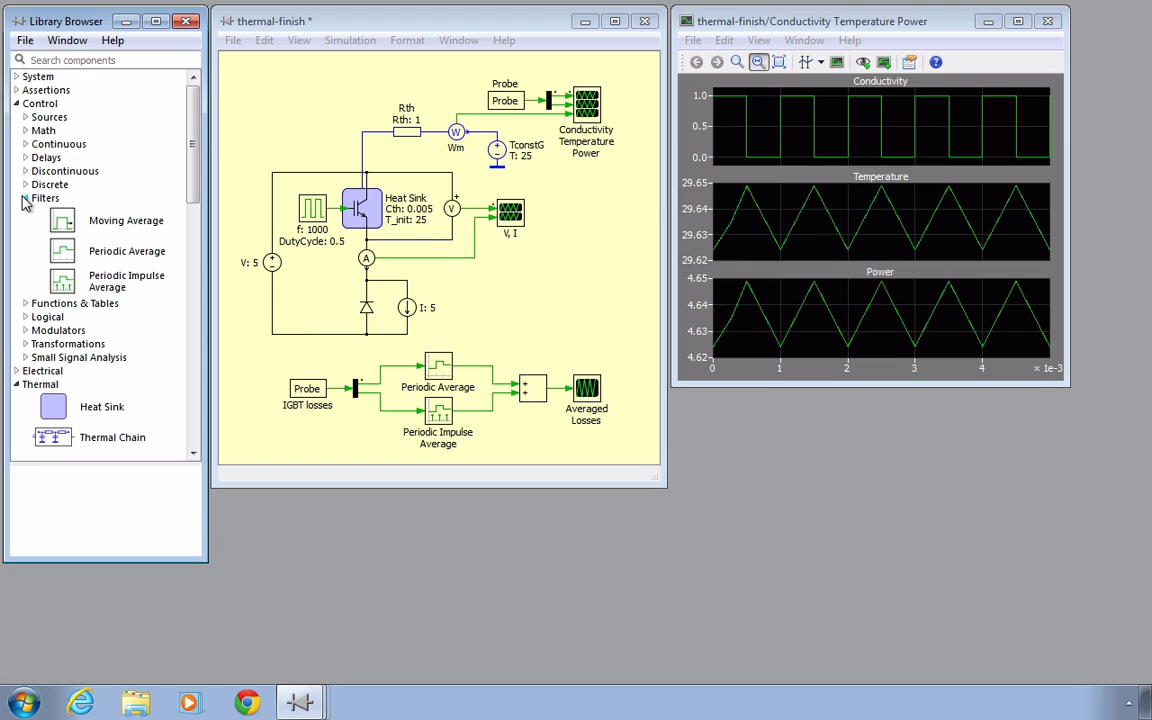 Library Browser
File Window Help
Search components
System
Assertions
Control
Sources
Math
Continuous
Delays
Discontinuous
Discrete
Filters
Moving Average
Periodic Average
Periodic Impulse
Average
Functions & Tables
Logical
Modulators
Transformations
Small Signal Analysis
Electrical
Thermal
Heat Sink
Thermal Chain
thermal-finish *
File Edit View Simulation Format Window Help
Probe
Probe
Conductivity
Temperature
Power
Rth
Rth: 1
W
Wm
TconstG
T: 25
Heat Sink
Cth: 0.005
T_init: 25
f: 1000
DutyCycle: 0.5
V
V, I
V: 5
A
I: 5
Probe
IGBT losses
Periodic Average
Periodic Impulse
Average
Averaged
Losses
thermal-finish/Conductivity Temperature Power
File Edit View Window Help
Conductivity
1.0
0.5
0.0
Temperature
29.65
29.64
29.63
29.62
Power
4.65
4.64
4.63
4.62
0 1 2 3 4 × 1e-3